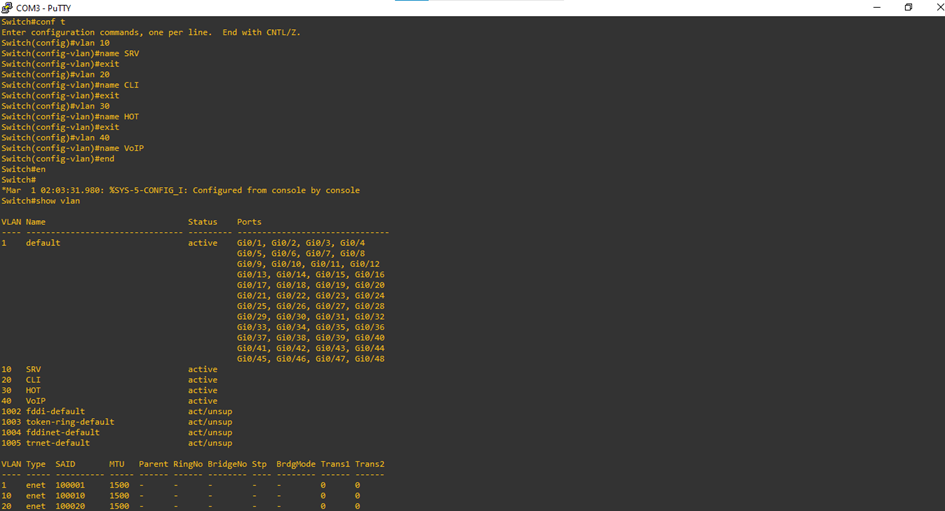 COM3 - PuTTY
Switch#conf t
Enter configuration commands, one per line.  End with CNTL/Z.
Switch(config)#vlan 10
Switch(config-vlan)#name SRV
Switch(config-vlan)#exit
Switch(config)#vlan 20
Switch(config-vlan)#name CLI
Switch(config-vlan)#exit
Switch(config)#vlan 30
Switch(config-vlan)#name HOT
Switch(config-vlan)#exit
Switch(config)#vlan 40
Switch(config-vlan)#name VoIP
Switch(config-vlan)#end
Switch#en
Switch#
*Mar  1 02:03:31.980: %SYS-5-CONFIG_I: Configured from console by console
Switch#show vlan
VLAN Name                             Status    Ports
---- -------------------------------- --------- -------------------------------
1    default                          active    Gi0/1, Gi0/2, Gi0/3, Gi0/4
                                                Gi0/5, Gi0/6, Gi0/7, Gi0/8
                                                Gi0/9, Gi0/10, Gi0/11, Gi0/12
                                                Gi0/13, Gi0/14, Gi0/15, Gi0/16
                                                Gi0/17, Gi0/18, Gi0/19, Gi0/20
                                                Gi0/21, Gi0/22, Gi0/23, Gi0/24
                                                Gi0/25, Gi0/26, Gi0/27, Gi0/28
                                                Gi0/29, Gi0/30, Gi0/31, Gi0/32
                                                Gi0/33, Gi0/34, Gi0/35, Gi0/36
                                                Gi0/37, Gi0/38, Gi0/39, Gi0/40
                                                Gi0/41, Gi0/42, Gi0/43, Gi0/44
                                                Gi0/45, Gi0/46, Gi0/47, Gi0/48
10   SRV                              active
20   CLI                              active
30   HOT                              active
40   VoIP                             active
1002 fddi-default                     act/unsup
1003 token-ring-default               act/unsup
1004 fddinet-default                  act/unsup
1005 trnet-default                    act/unsup
VLAN Type  SAID       MTU   Parent RingNo BridgeNo Stp  BrdgMode Trans1 Trans2
---- ----- ---------- ----- ------ ------ -------- ---- -------- ------ ------
1    enet  100001     1500  -      -      -        -    -        0      0
10   enet  100010     1500  -      -      -        -    -        0      0
20   enet  100020     1500  -      -      -        -    -        0      0